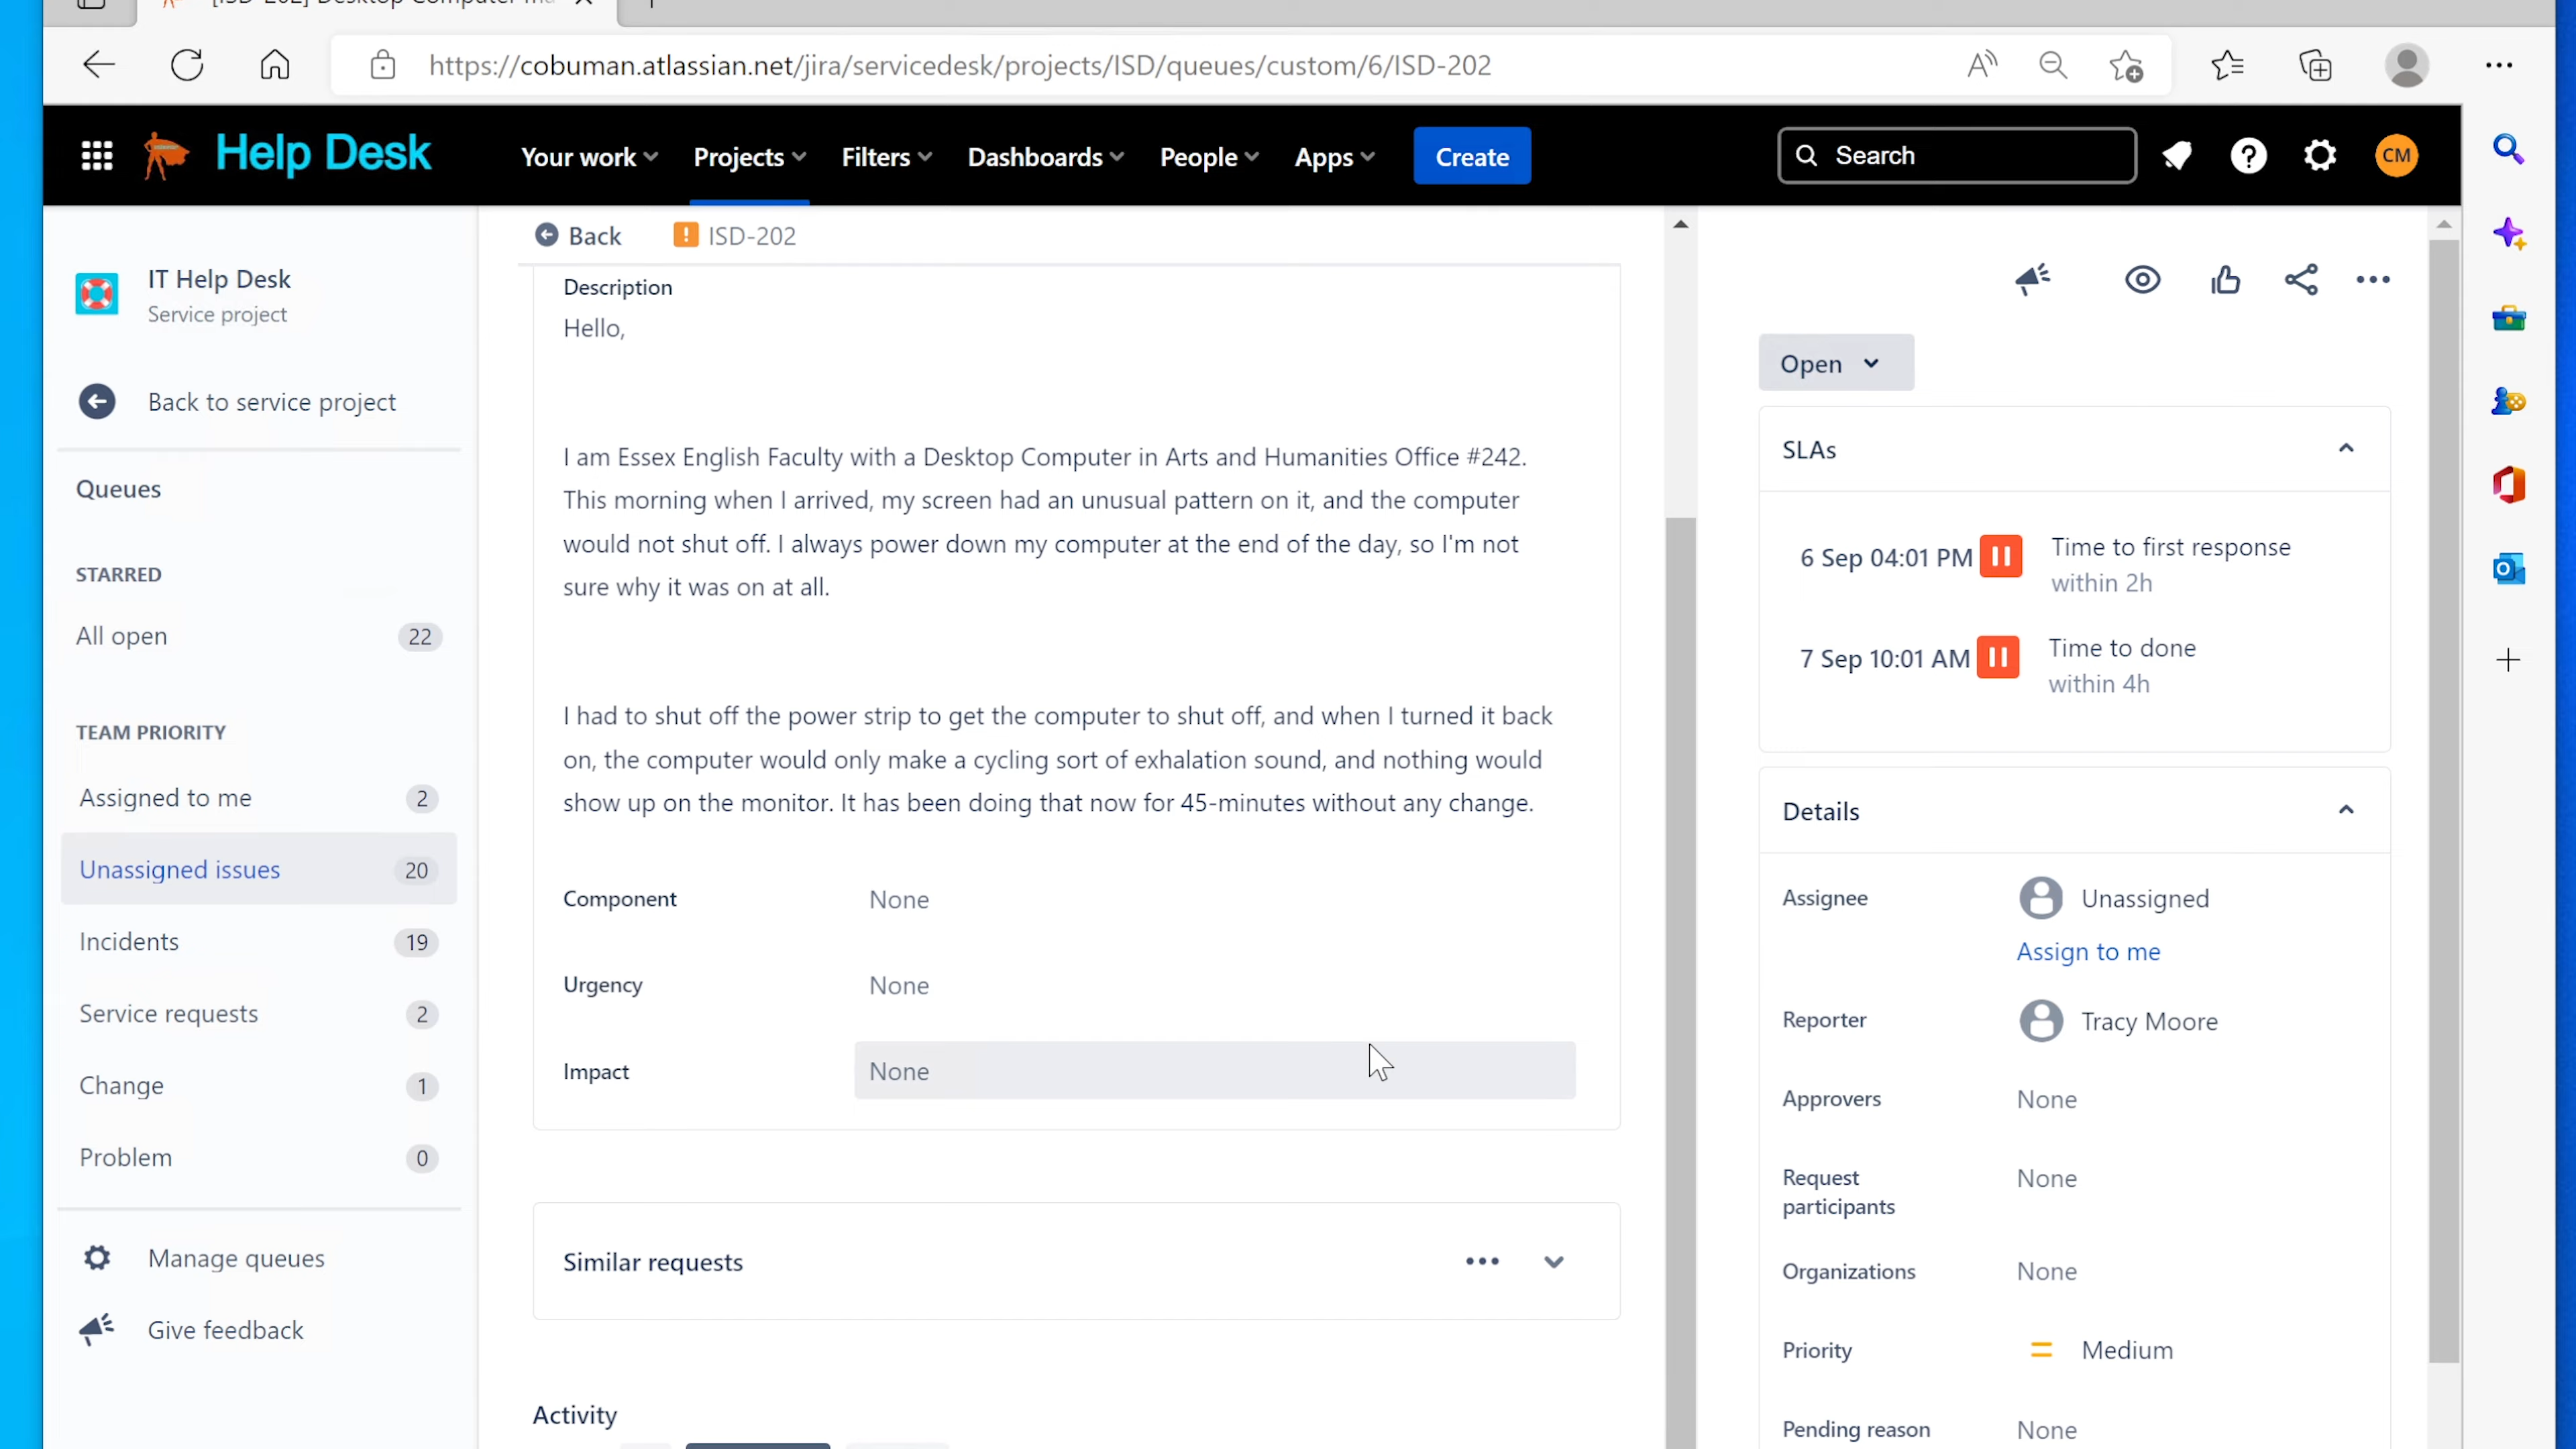 https://cobuman.atlassian.net/jira/servicedesk/projects/ISD/queues/custom/6/ISD-202
Help Desk
Your work
Projects
Filters
Dashboards
People
Apps
Create
Search
CM
IT Help Desk
Service project
Back to service project
Queues
STARRED
All open 22
TEAM PRIORITY
Assigned to me 2
Unassigned issues 20
Incidents 19
Service requests 2
Change 1
Problem 0
Manage queues
Give feedback
Back
ISD-202
Description
Hello,
I am Essex English Faculty with a Desktop Computer in Arts and Humanities Office #242.
This morning when I arrived, my screen had an unusual pattern on it, and the computer
would not shut off. I always power down my computer at the end of the day, so I'm not
sure why it was on at all.
I had to shut off the power strip to get the computer to shut off, and when I turned it back
on, the computer would only make a cycling sort of exhalation sound, and nothing would
show up on the monitor. It has been doing that now for 45-minutes without any change.
Component None
Urgency None
Impact None
Similar requests
Activity
Open
SLAs
6 Sep 04:01 PM Time to first response
within 2h
7 Sep 10:01 AM Time to done
within 4h
Details
Assignee Unassigned
Assign to me
Reporter Tracy Moore
Approvers None
Request None
participants
Organizations None
Priority Medium
Pending reason None